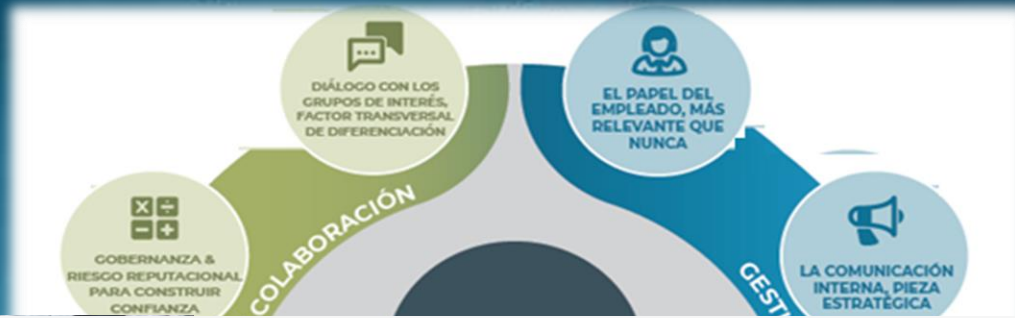 DIÁLOGO CON LOS
GRUPOS DE INTERÉS,
FACTOR TRANSVERSAL
DE DIFERENCIACIÓN
EL PAPEL DEL
EMPLEADO, MÁS
RELEVANTE QUE
NUNCA
GOBERNANZA &
RIESGO REPUTACIONAL
PARA CONSTRUIR
CONFIANZA
COLABORACIÓN
GEST
LA COMUNICACIÓN
INTERNA, PIEZA
ESTRATÉGICA